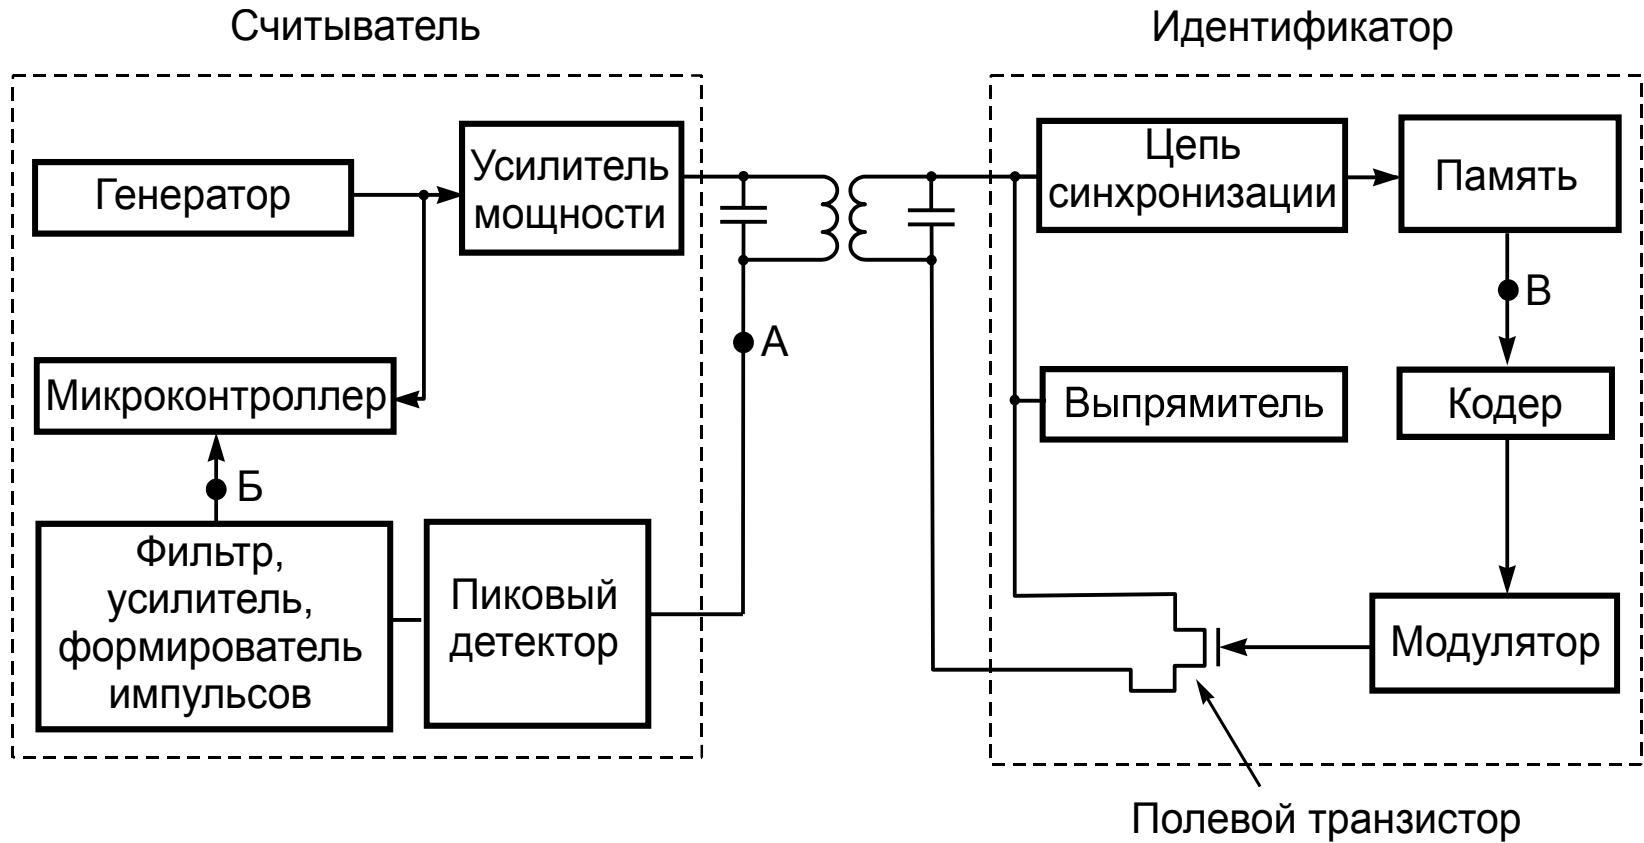 Считыватель
Идентификатор
Генератор
Усилитель
мощности
Цепь
синхронизации
Память
А
В
Микроконтроллер
Выпрямитель
Кодер
Б
Фильтр,
усилитель,
формирователь
импульсов
Пиковый
детектор
Модулятор
Полевой транзистор